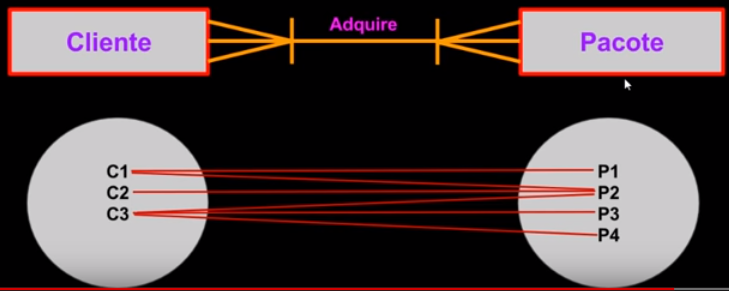 Cliente Adquire Pacote
C1 P1
C2 P2
C3 P3
P4